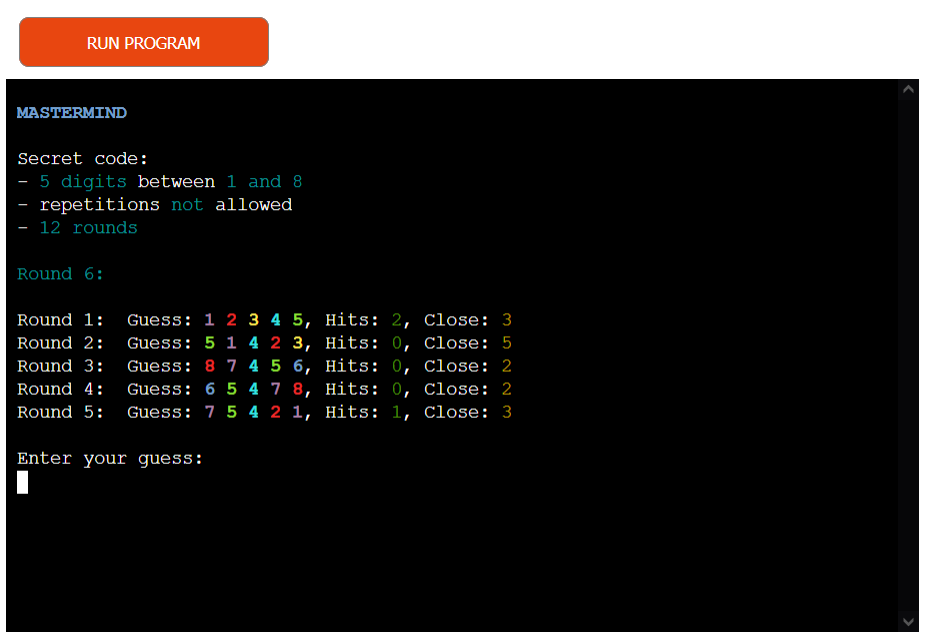 RUN PROGRAM
MASTERMIND
Secret code:
- 5 digits between 1 and 8
- repetitions not allowed
- 12 rounds
Round 6:
Round 1:  Guess: 1 2 3 4 5, Hits: 2, Close: 3
Round 2:  Guess: 5 1 4 2 3, Hits: 0, Close: 5
Round 3:  Guess: 8 7 4 5 6, Hits: 0, Close: 2
Round 4:  Guess: 6 5 4 7 8, Hits: 0, Close: 2
Round 5:  Guess: 7 5 4 2 1, Hits: 1, Close: 3
Enter your guess: